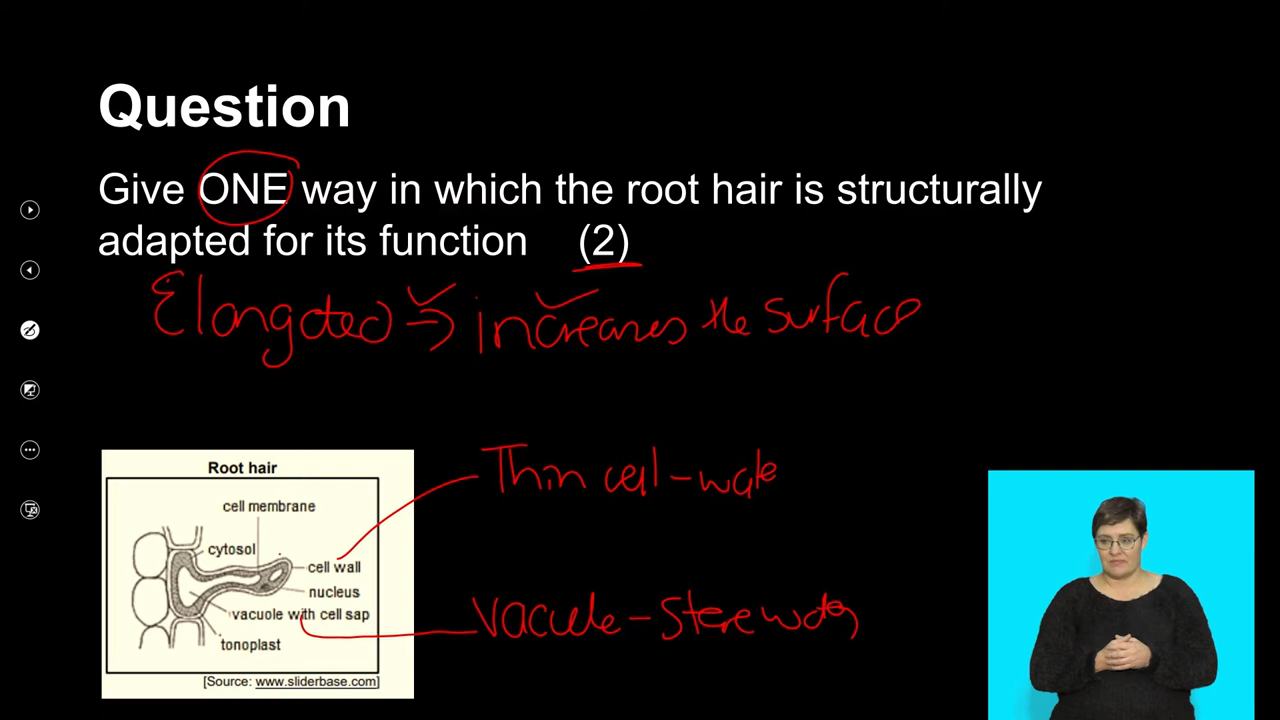 Question
Give ONE way in which the root hair is structurally
adapted for its function (2)
Elongated => increases the surface
Root hair
cell membrane
cytosol
cell wall
nucleus
vacuole with cell sap
tonoplast
[Source: www.sliderbase.com]
Thin cell - wate
Vacuole - store water